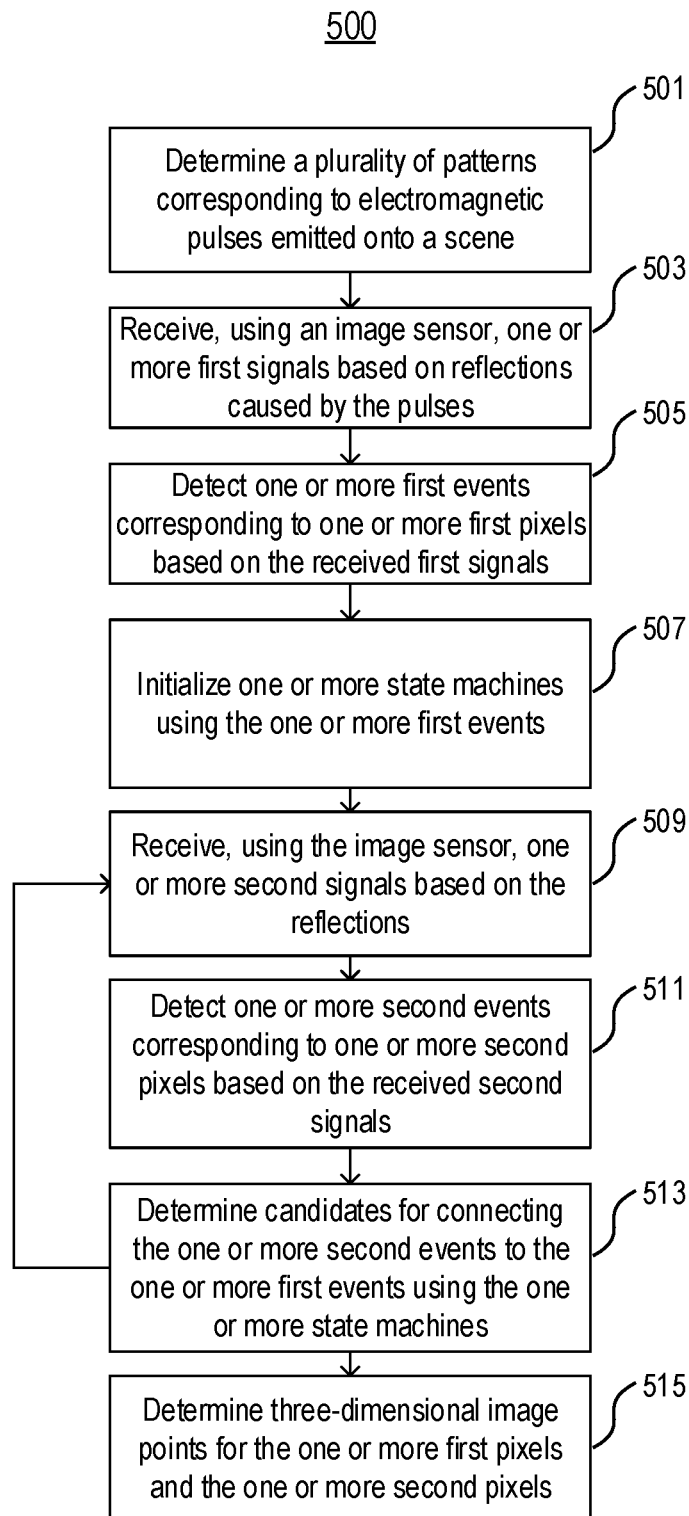 500
501
Determine a plurality of patterns
corresponding to electromagnetic
pulses emitted onto a scene
503
Receive, using an image sensor, one or
more first signals based on reflections
caused by the pulses
505
Detect one or more first events
corresponding to one or more first pixels
based on the received first signals
507
Initialize one or more state machines
using the one or more first events
509
Receive, using the image sensor, one
or more second signals based on the
reflections
511
Detect one or more second events
corresponding to one or more second
pixels based on the received second
signals
513
Determine candidates for connecting
the one or more second events to the
one or more first events using the one
or more state machines
515
Determine three-dimensional image
points for the one or more first pixels
and the one or more second pixels